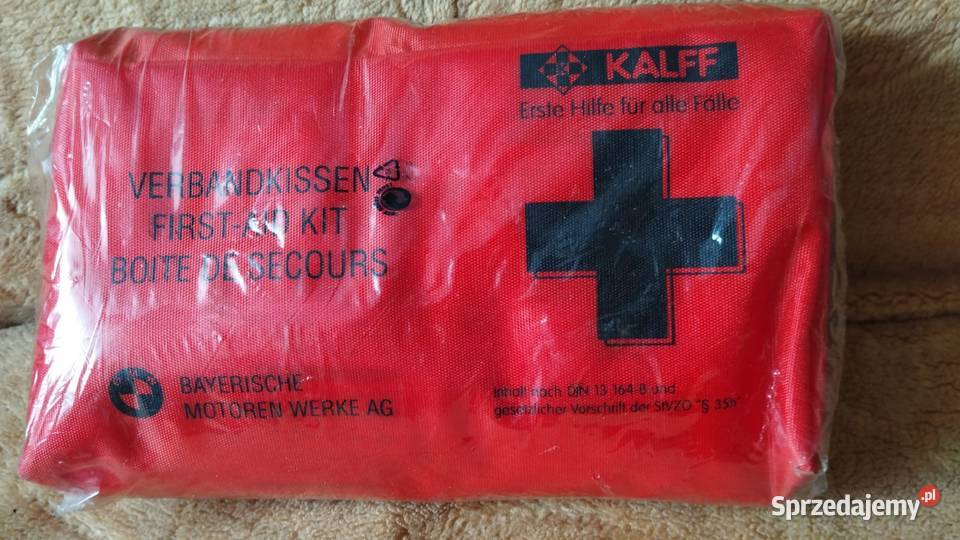 KALFF
Erste Hilfe für alle Fälle
VERBANDKISSEN
FIRST-AID KIT
BOITE DE SECOURS
BAYERISCHE
MOTOREN WERKE AG
Inhalt nach DIN 13 164-B und
gesetzlicher Vorschrift der StVZO "§ 35h"
Sprzedajemy.pl